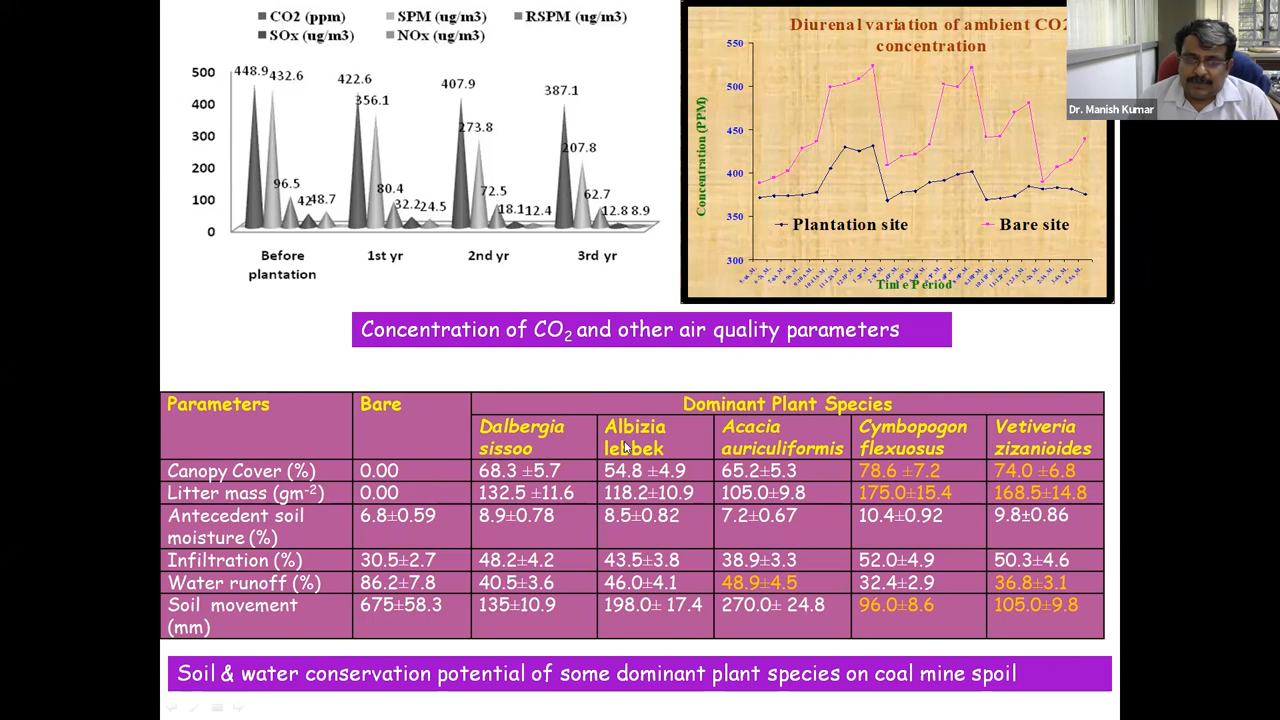 CO2 (ppm) SPM (ug/m3) RSPM (ug/m3)
SOx (ug/m3) NOx (ug/m3)
500
400
300
200
100
0
448.9 432.6 96.5 42 48.7
422.6 356.1 80.4 32.2 24.5
407.9 273.8 72.5 18.1 12.4
387.1 207.8 62.7 12.8 8.9
Before plantation 1st yr 2nd yr 3rd yr
Diurenal variation of ambient CO2
concentration
Concentration (PPM)
550
500
450
400
350
300
Plantation site Bare site
Time Period
Dr. Manish Kumar
Concentration of CO2 and other air quality parameters
Parameters Bare Dominant Plant Species
Dalbergia sissoo Albizia lebbek Acacia auriculiformis Cymbopogon flexuosus Vetiveria zizanioides
Canopy Cover (%) 0.00 68.3 ±5.7 54.8 ±4.9 65.2±5.3 78.6 ±7.2 74.0 ±6.8
Litter mass (gm-2) 0.00 132.5 ±11.6 118.2±10.9 105.0±9.8 175.0±15.4 168.5±14.8
Antecedent soil moisture (%) 6.8±0.59 8.9±0.78 8.5±0.82 7.2±0.67 10.4±0.92 9.8±0.86
Infiltration (%) 30.5±2.7 48.2±4.2 43.5±3.8 38.9±3.3 52.0±4.9 50.3±4.6
Water runoff (%) 86.2±7.8 40.5±3.6 46.0±4.1 48.9±4.5 32.4±2.9 36.8±3.1
Soil movement (mm) 675±58.3 135±10.9 198.0± 17.4 270.0± 24.8 96.0±8.6 105.0±9.8
Soil & water conservation potential of some dominant plant species on coal mine spoil